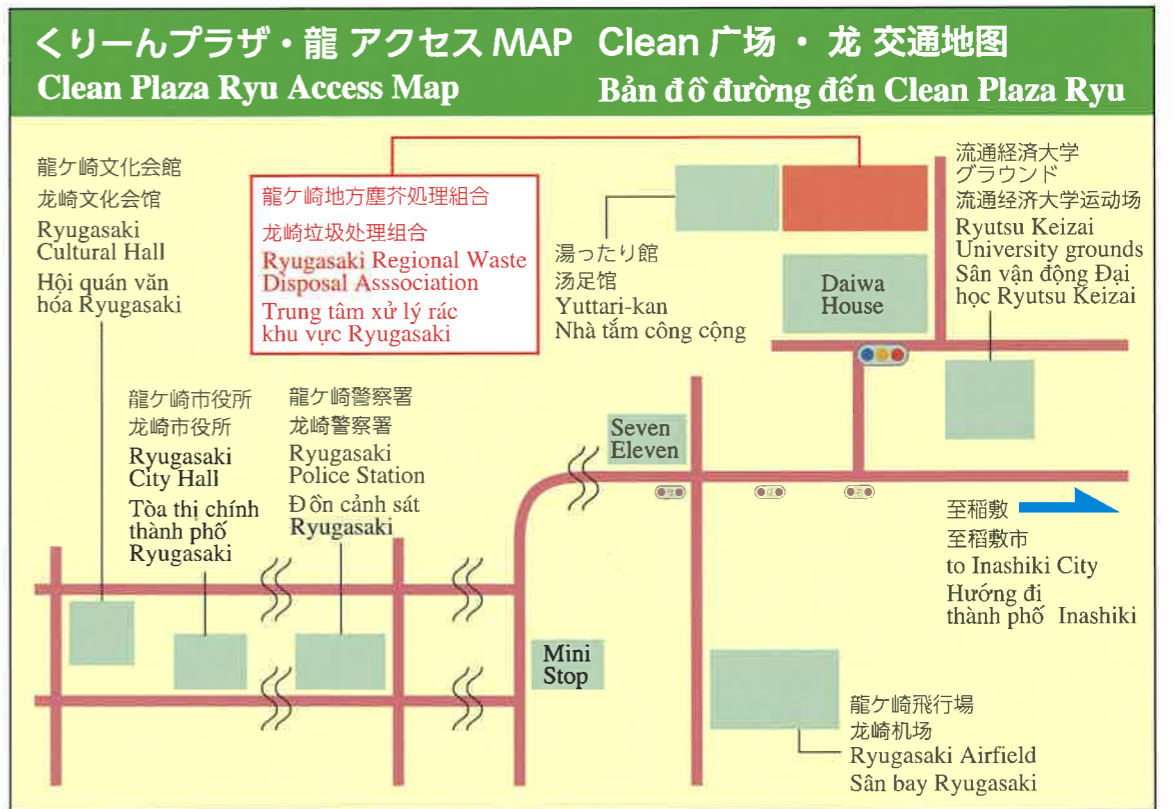 くりーんプラザ・龍 アクセス MAP
Clean 广场 ・ 龙 交通地图
Clean Plaza Ryu Access Map
Bản đồ đường đến Clean Plaza Ryu
龍ケ崎文化会館
龙崎文化会馆
Ryugasaki
Cultural Hall
Hội quán văn
hóa Ryugasaki
龍ケ崎地方塵芥処理組合
龙崎垃圾处理组合
Ryugasaki Regional Waste
Disposal Asssociation
Trung tâm xử lý rác
khu vực Ryugasaki
湯ったり館
汤足馆
Yuttari-kan
Nhà tắm công cộng
Daiwa
House
流通経済大学
グラウンド
流通经济大学运动场
Ryutsu Keizai
University grounds
Sân vận động Đại
học Ryutsu Keizai
龍ケ崎市役所
龙崎市役所
Ryugasaki
City Hall
Tòa thị chính
thành phố
Ryugasaki
龍ケ崎警察署
龙崎警察署
Ryugasaki
Police Station
Đồn cảnh sát
Ryugasaki
Seven
Eleven
至稲敷
至稻敷市
to Inashiki City
Hướng đi
thành phố Inashiki
Mini
Stop
龍ケ崎飛行場
龙崎机场
Ryugasaki Airfield
Sân bay Ryugasaki